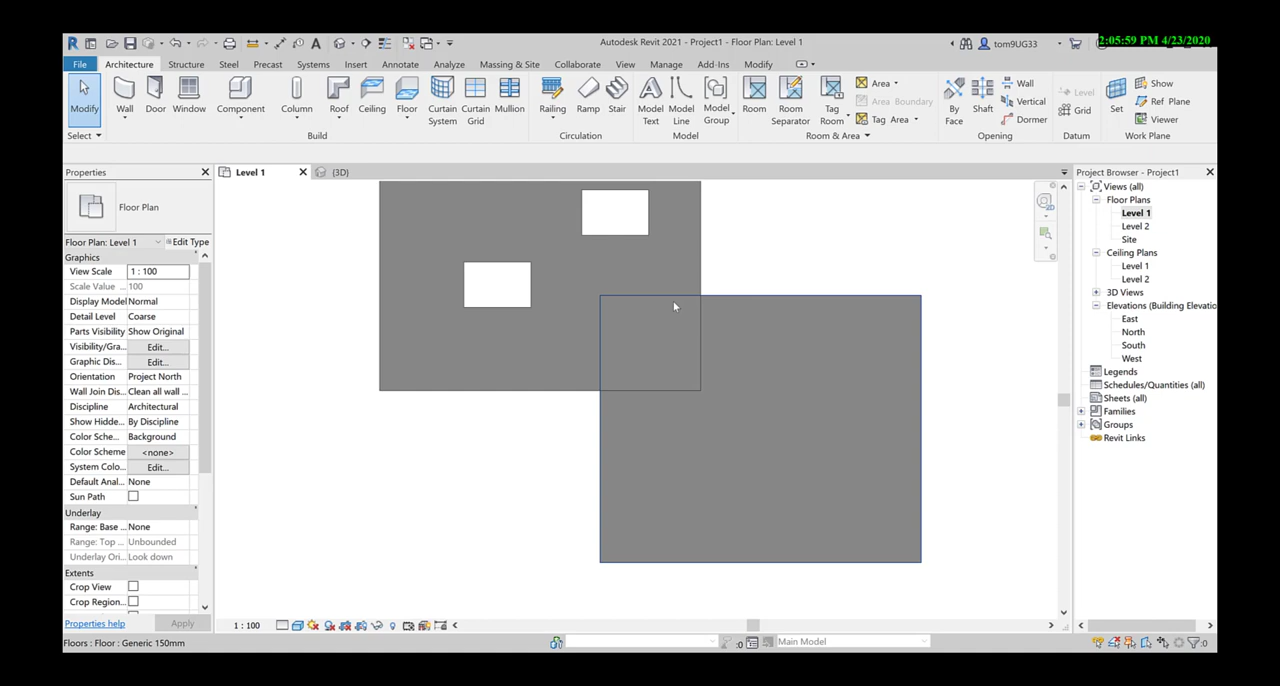 Autodesk Revit 2021 - Project1 - Floor Plan: Level 1
tom9UG33
2:05:59 PM 4/23/2020
File Architecture Structure Steel Precast Systems Insert Annotate Analyze Massing & Site Collaborate View Manage Add-Ins Modify
Modify
Wall
Door
Window
Component
Column
Roof
Ceiling
Floor
Curtain System
Curtain Grid
Mullion
Railing
Ramp
Stair
Model Text
Model Line
Model Group
Room
Room Separator
Tag Room
Area
Area Boundary
Tag Area
By Face
Shaft
Wall
Vertical
Dormer
Level
Grid
Set
Show
Ref Plane
Viewer
Select
Build
Circulation
Model
Room & Area
Opening
Datum
Work Plane
Properties
Level 1
(3D)
Project Browser - Project1
Floor Plan
Floor Plan: Level 1
Edit Type
Graphics
View Scale 1 : 100
Scale Value ... 100
Display Model Normal
Detail Level Coarse
Parts Visibility Show Original
Visibility/Gra... Edit...
Graphic Dis... Edit...
Orientation Project North
Wall Join Dis... Clean all wall ...
Discipline Architectural
Show Hidde... By Discipline
Color Sche... Background
Color Scheme <none>
System Colo... Edit...
Default Anal... None
Sun Path
Underlay
Range: Base ... None
Range: Top ... Unbounded
Underlay Ori... Look down
Extents
Crop View
Crop Region...
Properties help
Apply
Views (all)
Floor Plans
Level 1
Level 2
Site
Ceiling Plans
Level 1
Level 2
3D Views
Elevations (Building Elevatio
East
North
South
West
Legends
Schedules/Quantities (all)
Sheets (all)
Families
Groups
Revit Links
1 : 100
Floors : Floor : Generic 150mm
:0
Main Model
:0